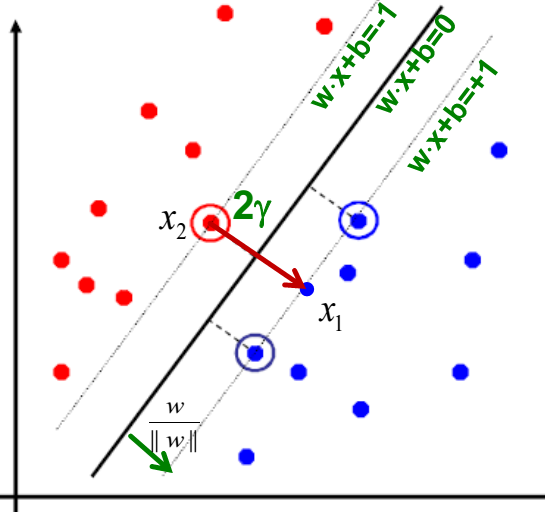 w·x+b=-1
w·x+b=0
w·x+b=+1
2γ
x₂
x₁
w
‖ w ‖